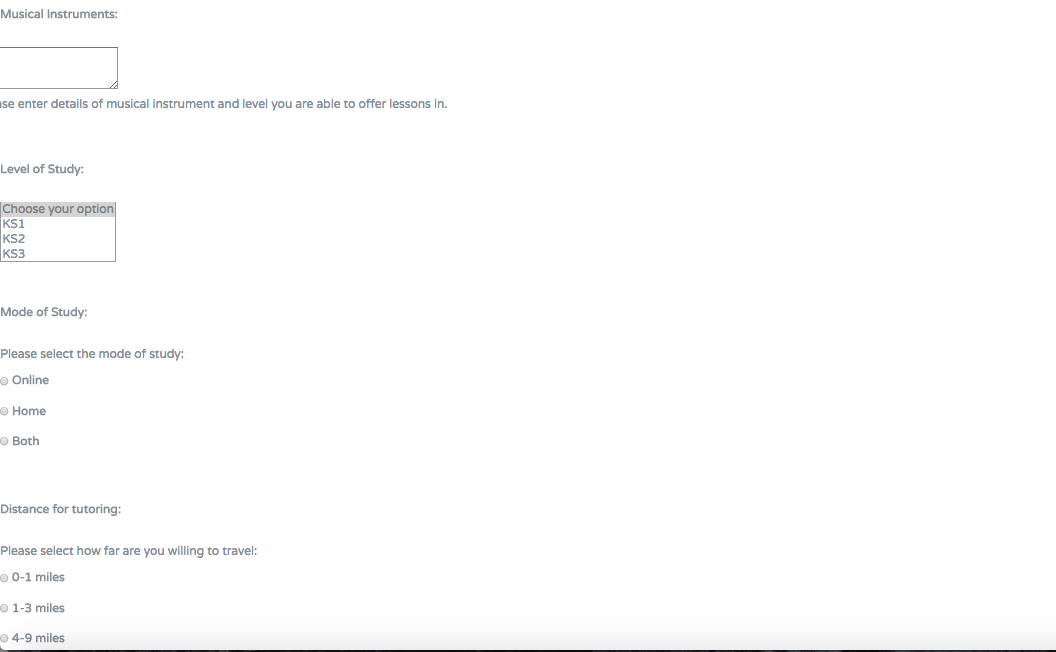 Musical Instruments:
ase enter details of musical instrument and level you are able to offer lessons in.
Level of Study:
Choose your option
KS1
KS2
KS3
Mode of Study:
Please select the mode of study:
Online
Home
Both
Distance for tutoring:
Please select how far are you willing to travel:
0-1 miles
1-3 miles
4-9 miles